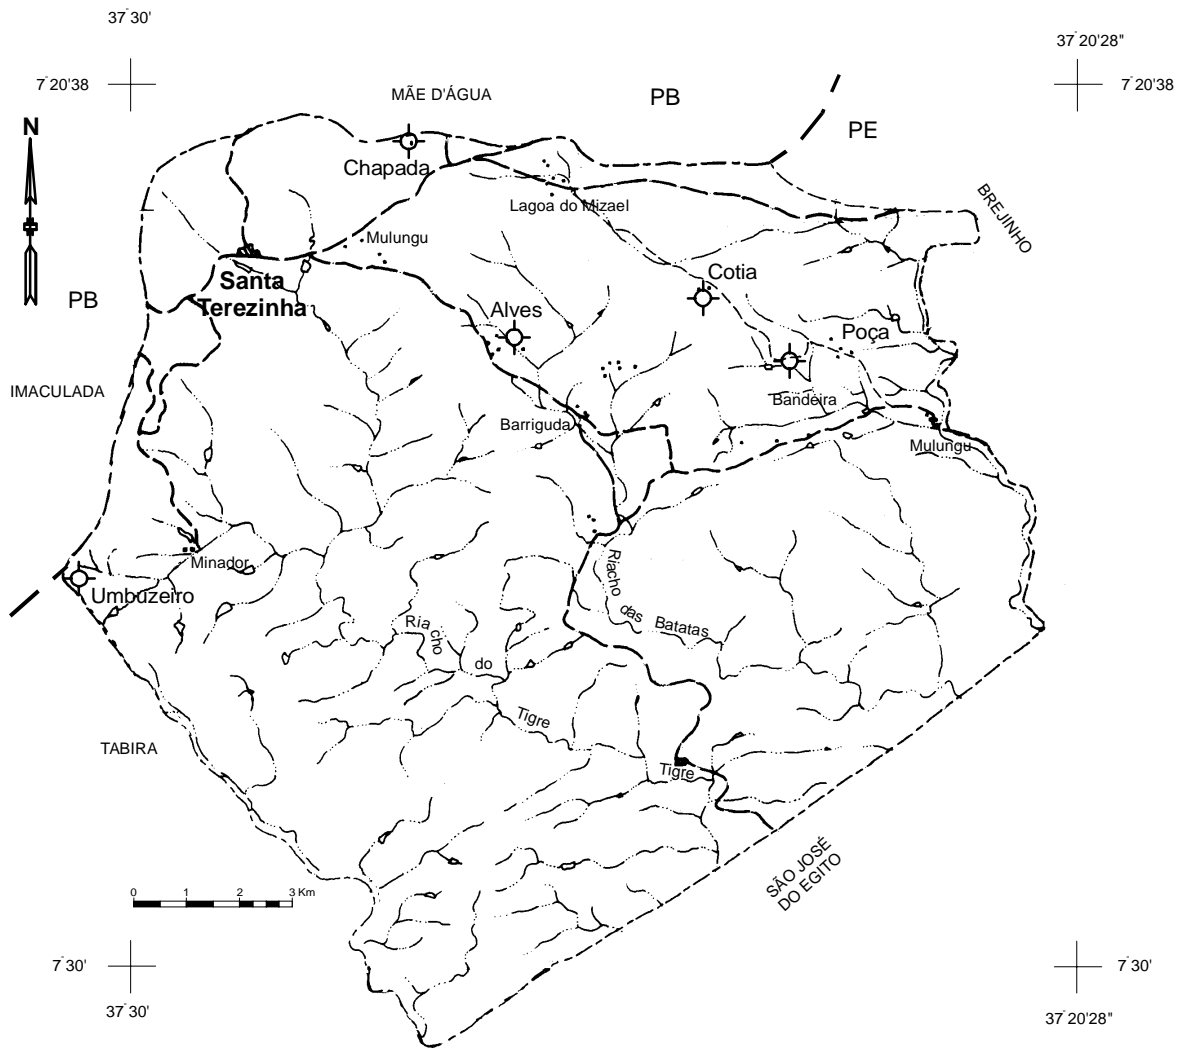 37°30'
37°20'28"
7°20'38
7°20'38
MÃE D'ÁGUA
PB
PE
N
Chapada
BREJINHO
Lagoa do Mizael
Mulungu
Cotia
Santa
Terezinha
PB
Alves
Poça
IMACULADA
Bandeira
Barriguda
Mulungu
Minador
Umbuzeiro
Riacho
das Batatas
Riacho
do
Tigre
TABIRA
Tigre
SÃO JOSÉ
DO EGITO
0 1 2 3 Km
7°30'
7°30'
37°30'
37°20'28"